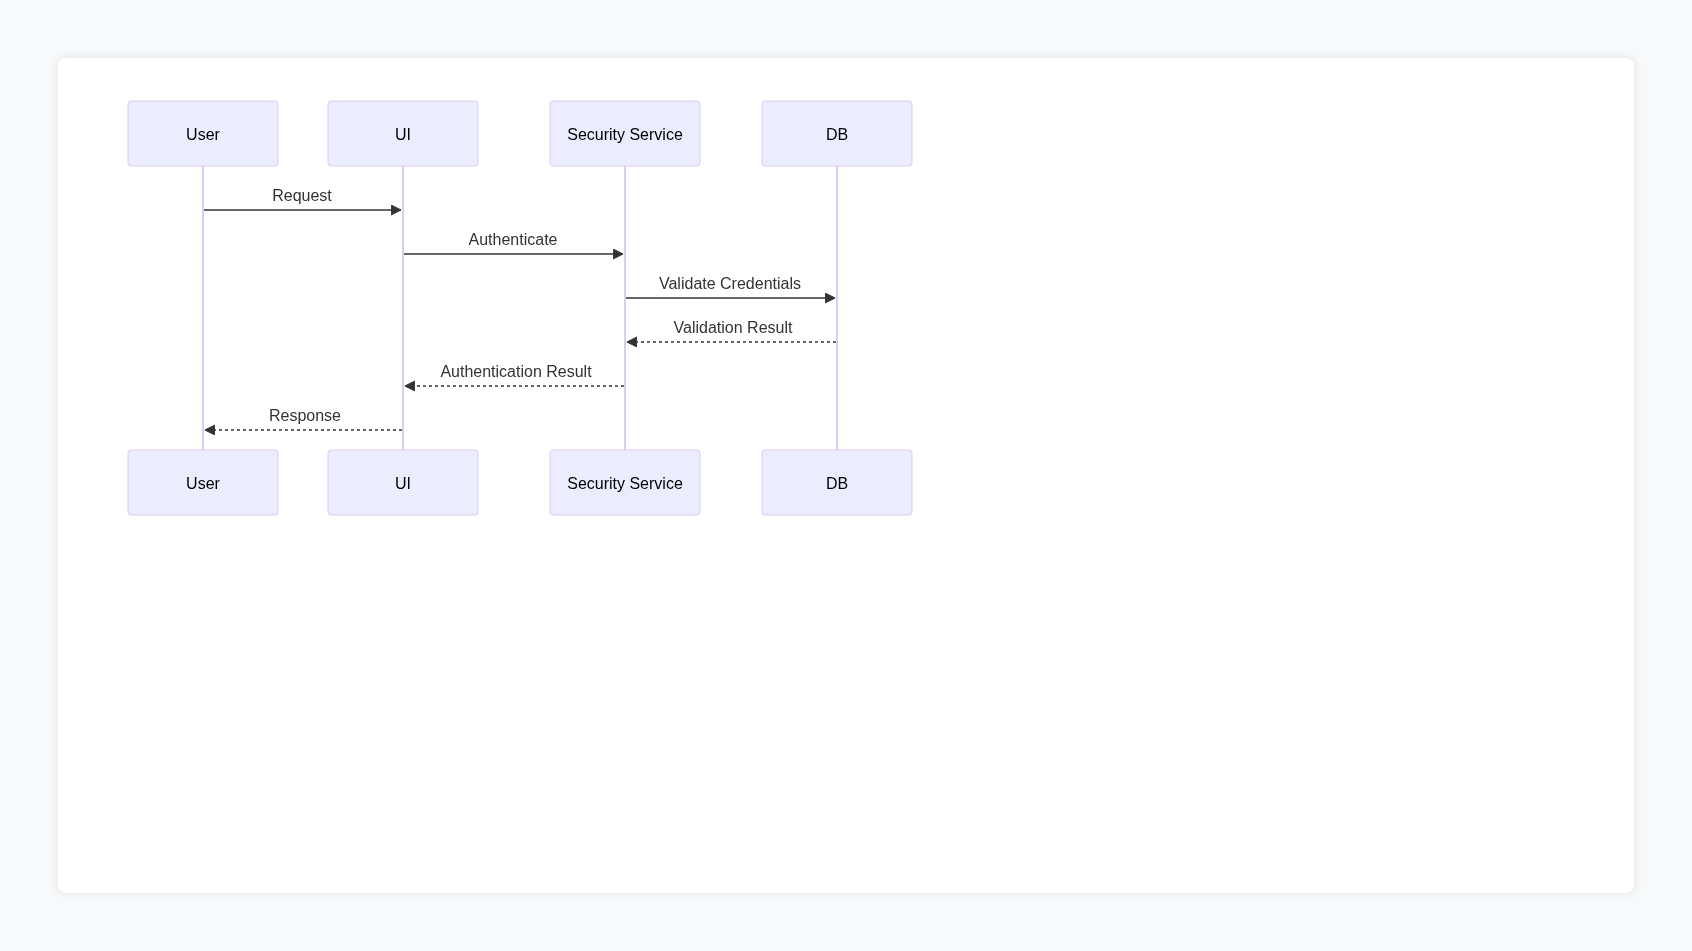 User
UI
Security Service
DB
Request
Authenticate
Validate Credentials
Validation Result
Authentication Result
Response
User
UI
Security Service
DB